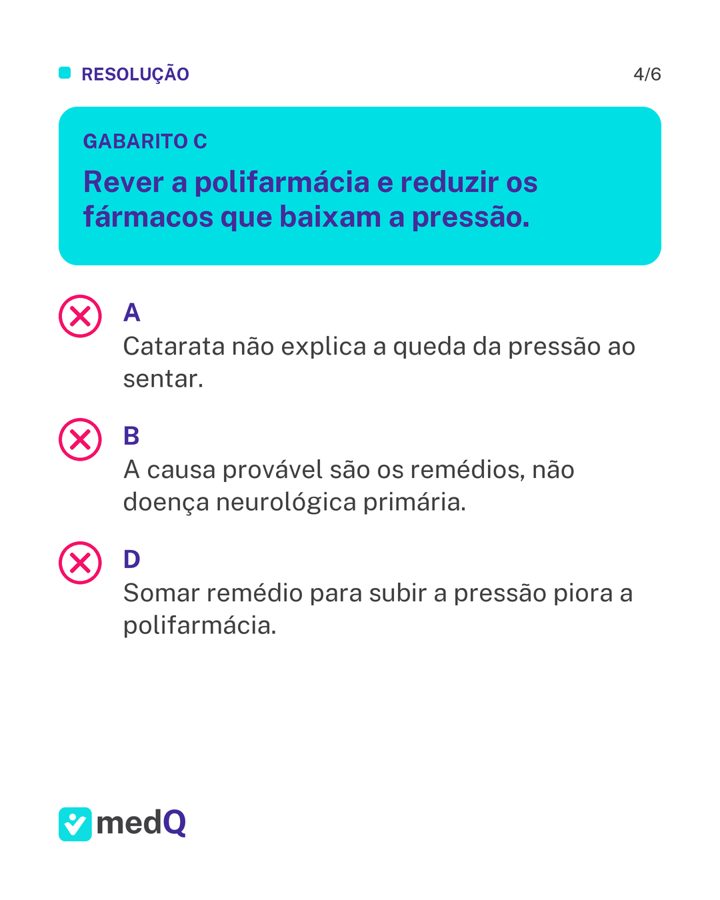 RESOLUÇÃO
4/6
GABARITO C
Rever a polifarmácia e reduzir os
fármacos que baixam a pressão.
A
Catarata não explica a queda da pressão ao
sentar.
B
A causa provável são os remédios, não
doença neurológica primária.
D
Somar remédio para subir a pressão piora a
polifarmácia.
medQ